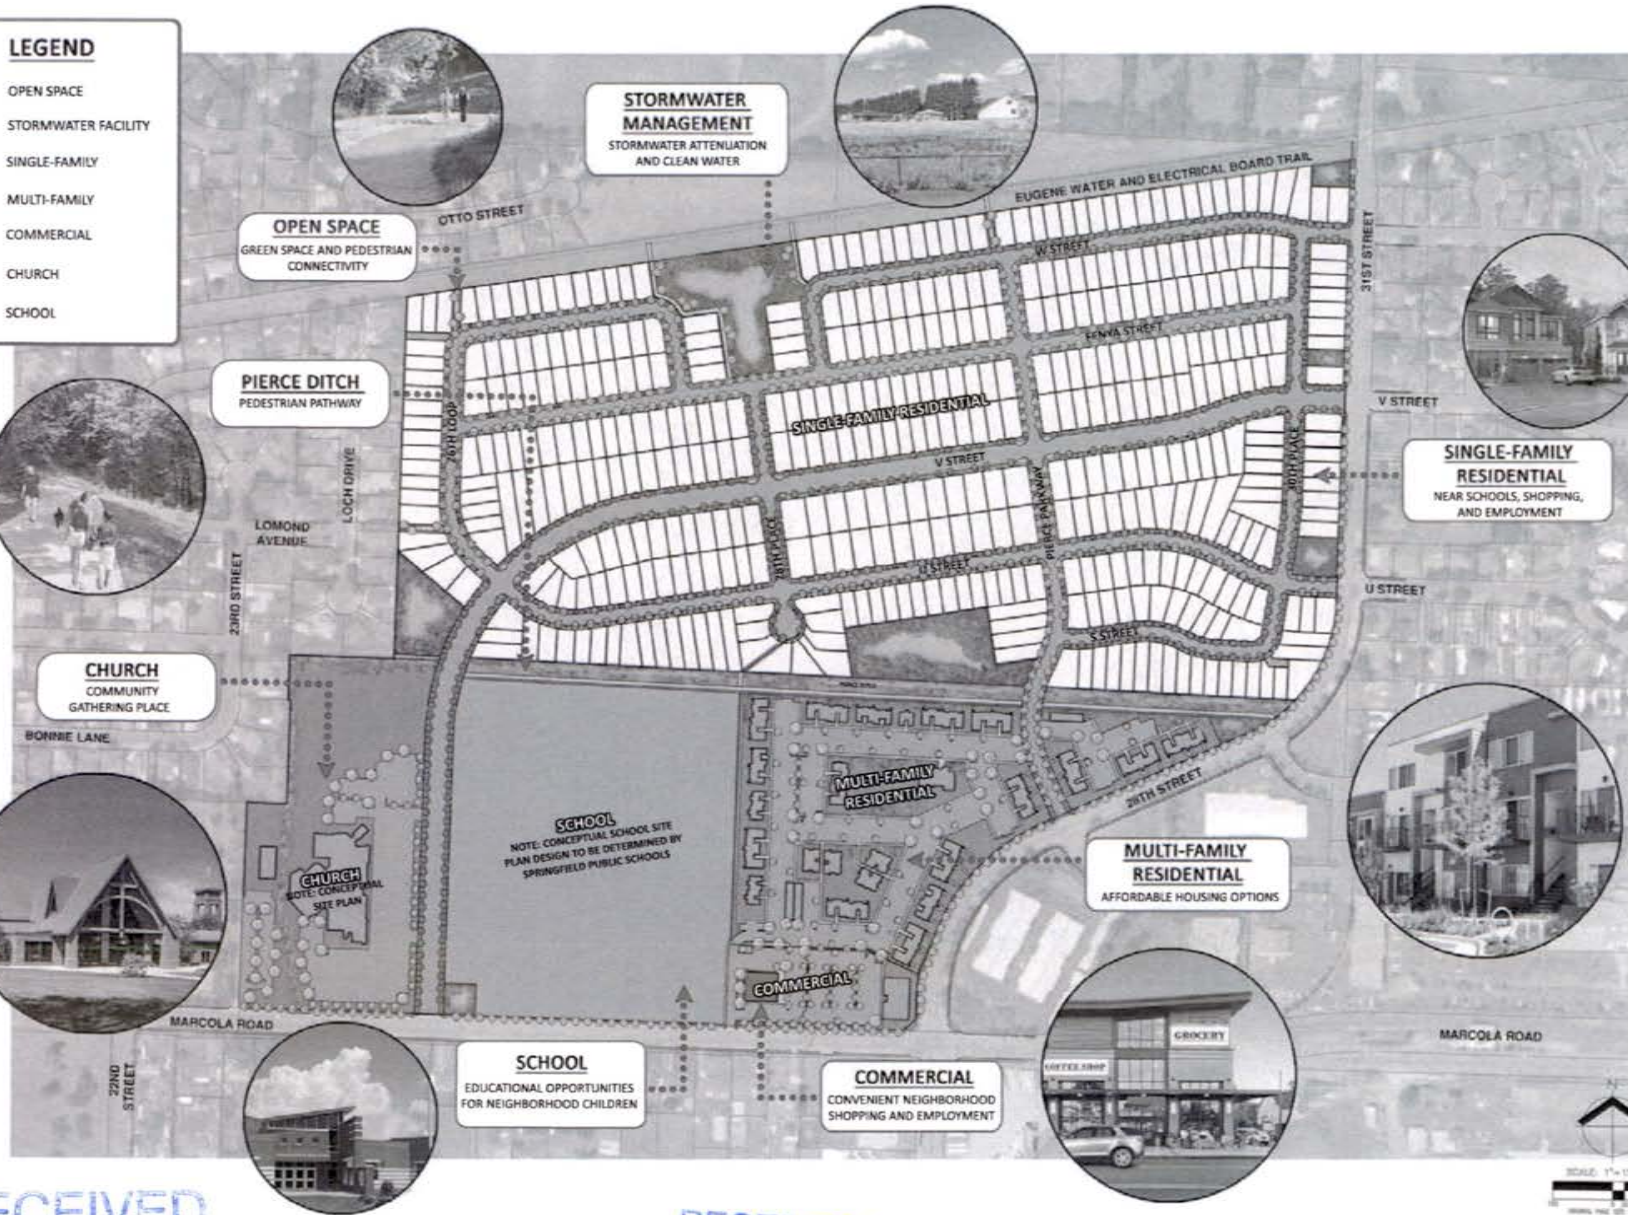 LEGEND
OPEN SPACE
STORMWATER FACILITY
SINGLE-FAMILY
MULTI-FAMILY
COMMERCIAL
CHURCH
SCHOOL
STORMWATER
MANAGEMENT
STORMWATER ATTENUATION
AND CLEAN WATER
EUGENE WATER AND ELECTRICAL BOARD TRAIL
OTTO STREET
OPEN SPACE
GREEN SPACE AND PEDESTRIAN
CONNECTIVITY
W STREET
31ST STREET
FENYA STREET
PIERCE DITCH
PEDESTRIAN PATHWAY
SINGLE-FAMILY RESIDENTIAL
V STREET
26TH LOOP
V STREET
30TH PLACE
SINGLE-FAMILY
RESIDENTIAL
NEAR SCHOOLS, SHOPPING,
AND EMPLOYMENT
LOCH DRIVE
LOMOND
AVENUE
28TH PLACE
PIERCE PARKWAY
U STREET
U STREET
23RD STREET
S STREET
CHURCH
COMMUNITY
GATHERING PLACE
BONNIE LANE
MULTI-FAMILY
RESIDENTIAL
28TH STREET
SCHOOL
NOTE: CONCEPTUAL SCHOOL SITE
PLAN DESIGN TO BE DETERMINED BY
SPRINGFIELD PUBLIC SCHOOLS
MULTI-FAMILY
RESIDENTIAL
AFFORDABLE HOUSING OPTIONS
CHURCH
NOTE: CONCEPTUAL
SITE PLAN
COMMERCIAL
MARCOLA ROAD
MARCOLA ROAD
GROCERY
COFFEE SHOP
22ND
STREET
SCHOOL
EDUCATIONAL OPPORTUNITIES
FOR NEIGHBORHOOD CHILDREN
COMMERCIAL
CONVENIENT NEIGHBORHOOD
SHOPPING AND EMPLOYMENT
N
SCALE: 1"=
ECEIVED